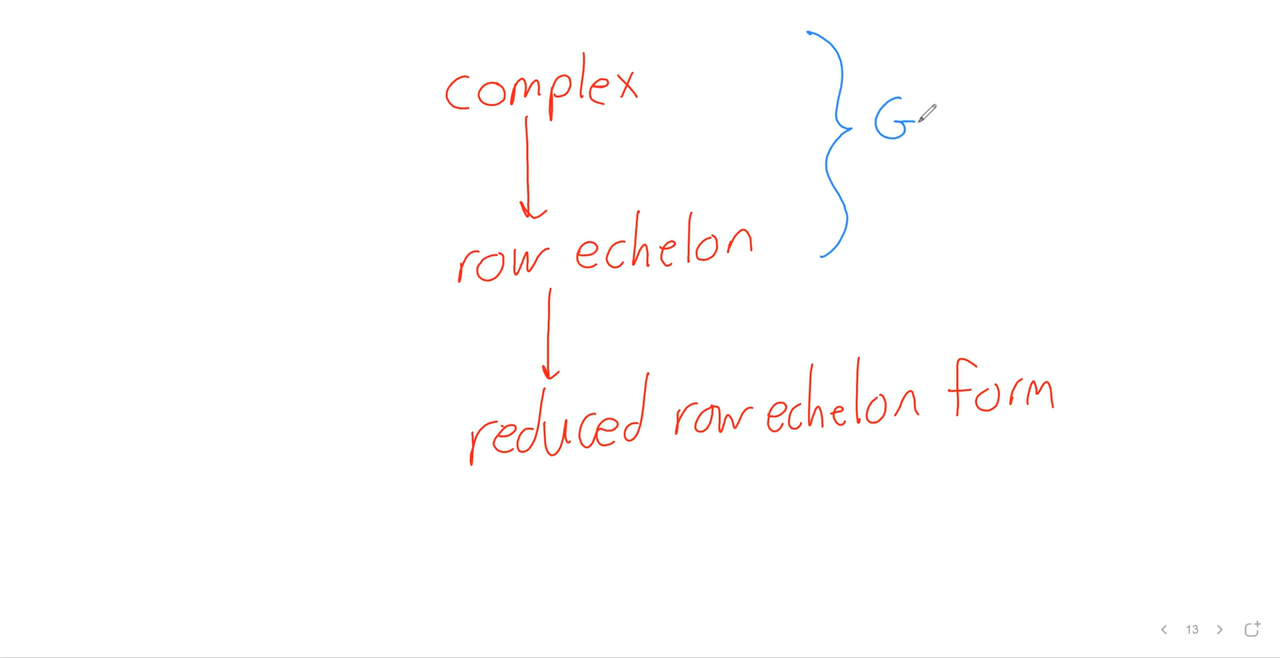 complex
G
row echelon
reduced row echelon form
13